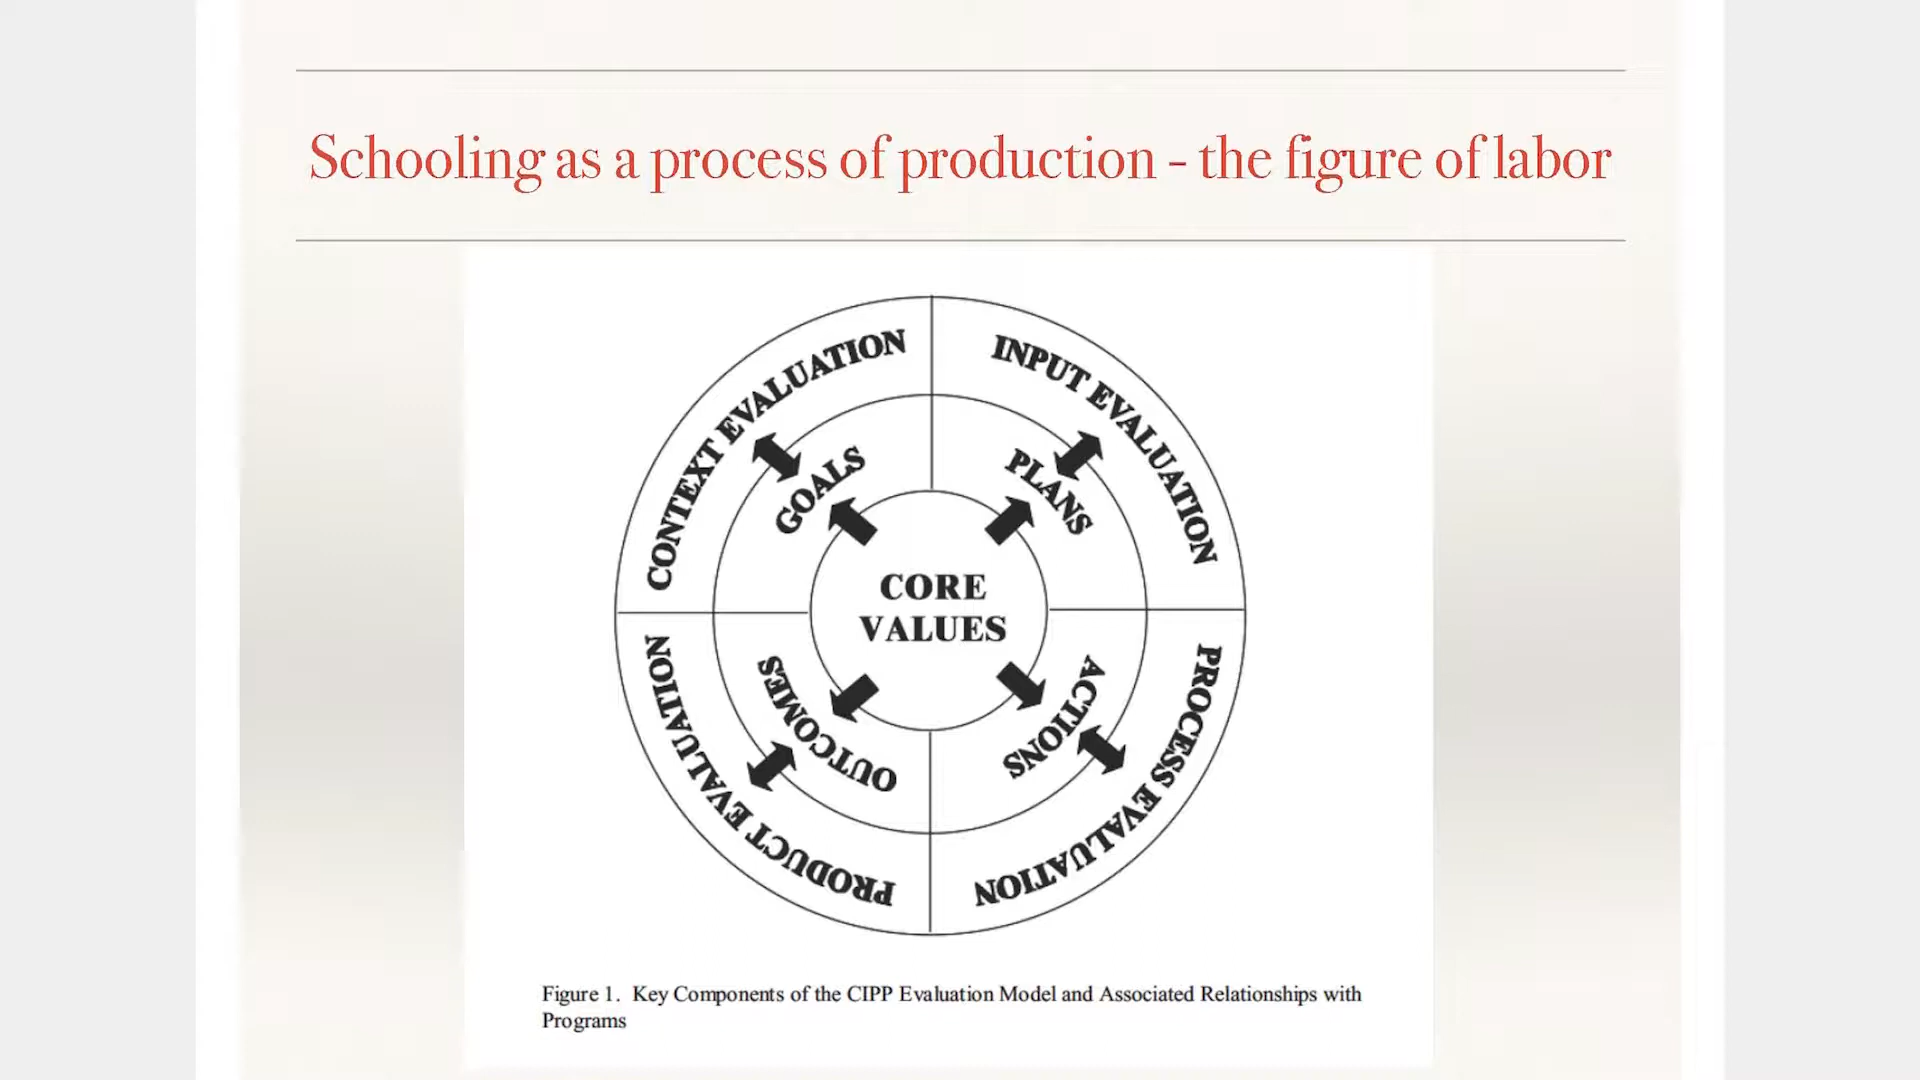 Schooling as a process of production - the figure of labor
CONTEXT EVALUATION
INPUT EVALUATION
GOALS
PLANS
CORE
VALUES
OUTCOMES
ACTIONS
PRODUCT EVALUATION
PROCESS EVALUATION
Figure 1. Key Components of the CIPP Evaluation Model and Associated Relationships with
Programs